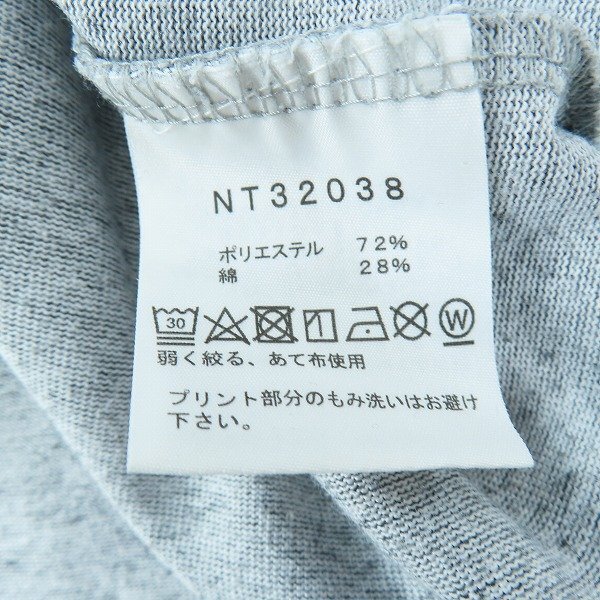 NT32038
ポリエステル 72%
綿 28%
30 W
弱く絞る、あて布使用
プリント部分のもみ洗いはお避け
下さい。